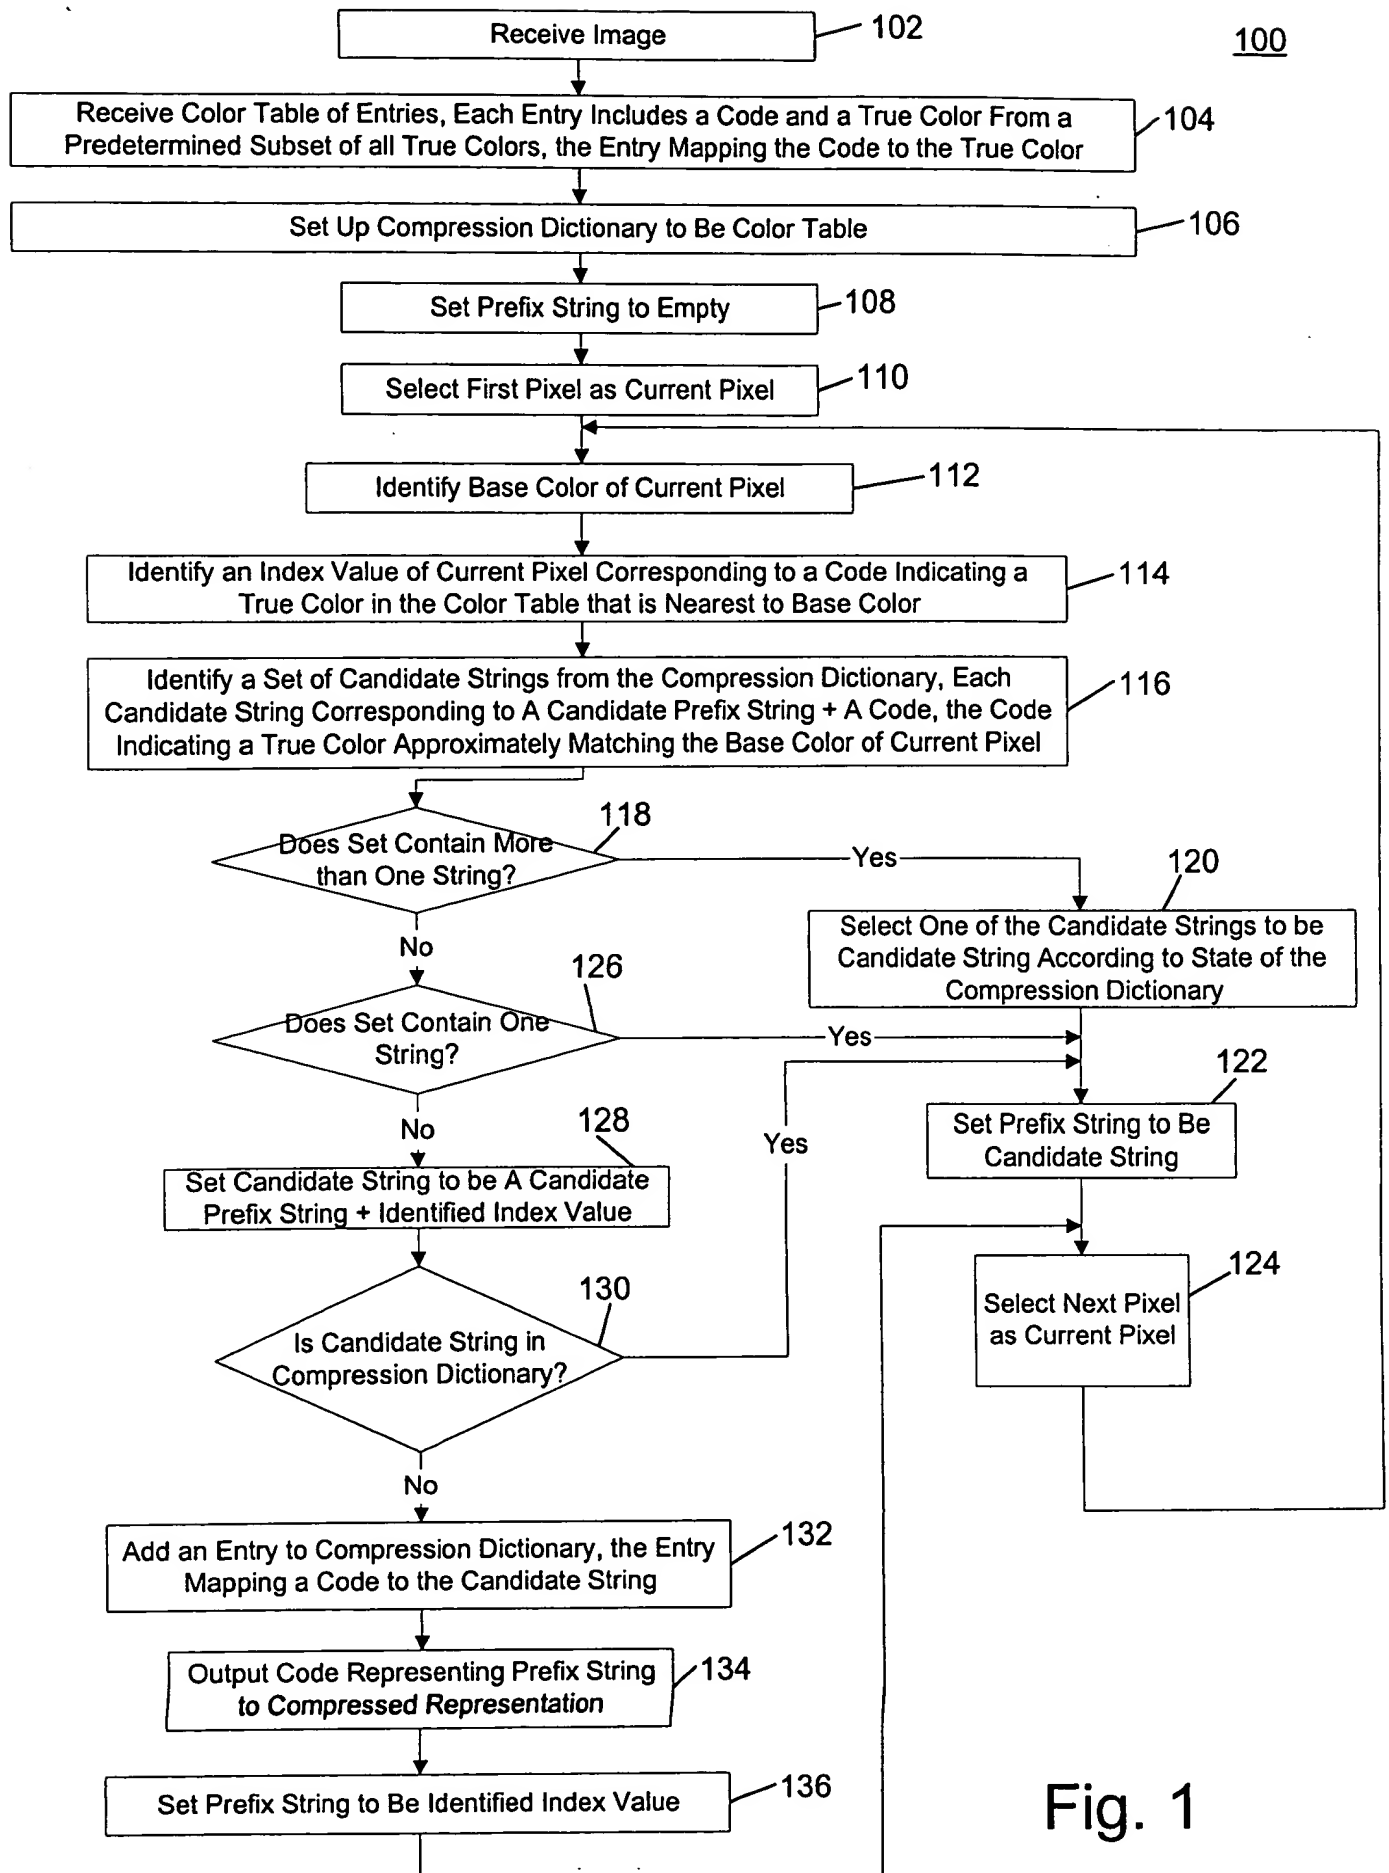 Receive Image
102
100
Receive Color Table of Entries, Each Entry Includes a Code and a True Color From a
Predetermined Subset of all True Colors, the Entry Mapping the Code to the True Color
104
Set Up Compression Dictionary to Be Color Table
106
Set Prefix String to Empty
108
Select First Pixel as Current Pixel
110
Identify Base Color of Current Pixel
112
Identify an Index Value of Current Pixel Corresponding to a Code Indicating a
True Color in the Color Table that is Nearest to Base Color
114
Identify a Set of Candidate Strings from the Compression Dictionary, Each
Candidate String Corresponding to A Candidate Prefix String + A Code, the Code
Indicating a True Color Approximately Matching the Base Color of Current Pixel
116
Does Set Contain More
than One String?
118
Yes
120
Select One of the Candidate Strings to be
Candidate String According to State of the
Compression Dictionary
No
Does Set Contain One
String?
126
Yes
122
Set Prefix String to Be
Candidate String
No
128
Set Candidate String to be A Candidate
Prefix String + Identified Index Value
Yes
124
Select Next Pixel
as Current Pixel
130
Is Candidate String in
Compression Dictionary?
No
Add an Entry to Compression Dictionary, the Entry
Mapping a Code to the Candidate String
132
Output Code Representing Prefix String
to Compressed Representation
134
Set Prefix String to Be Identified Index Value
136
Fig. 1